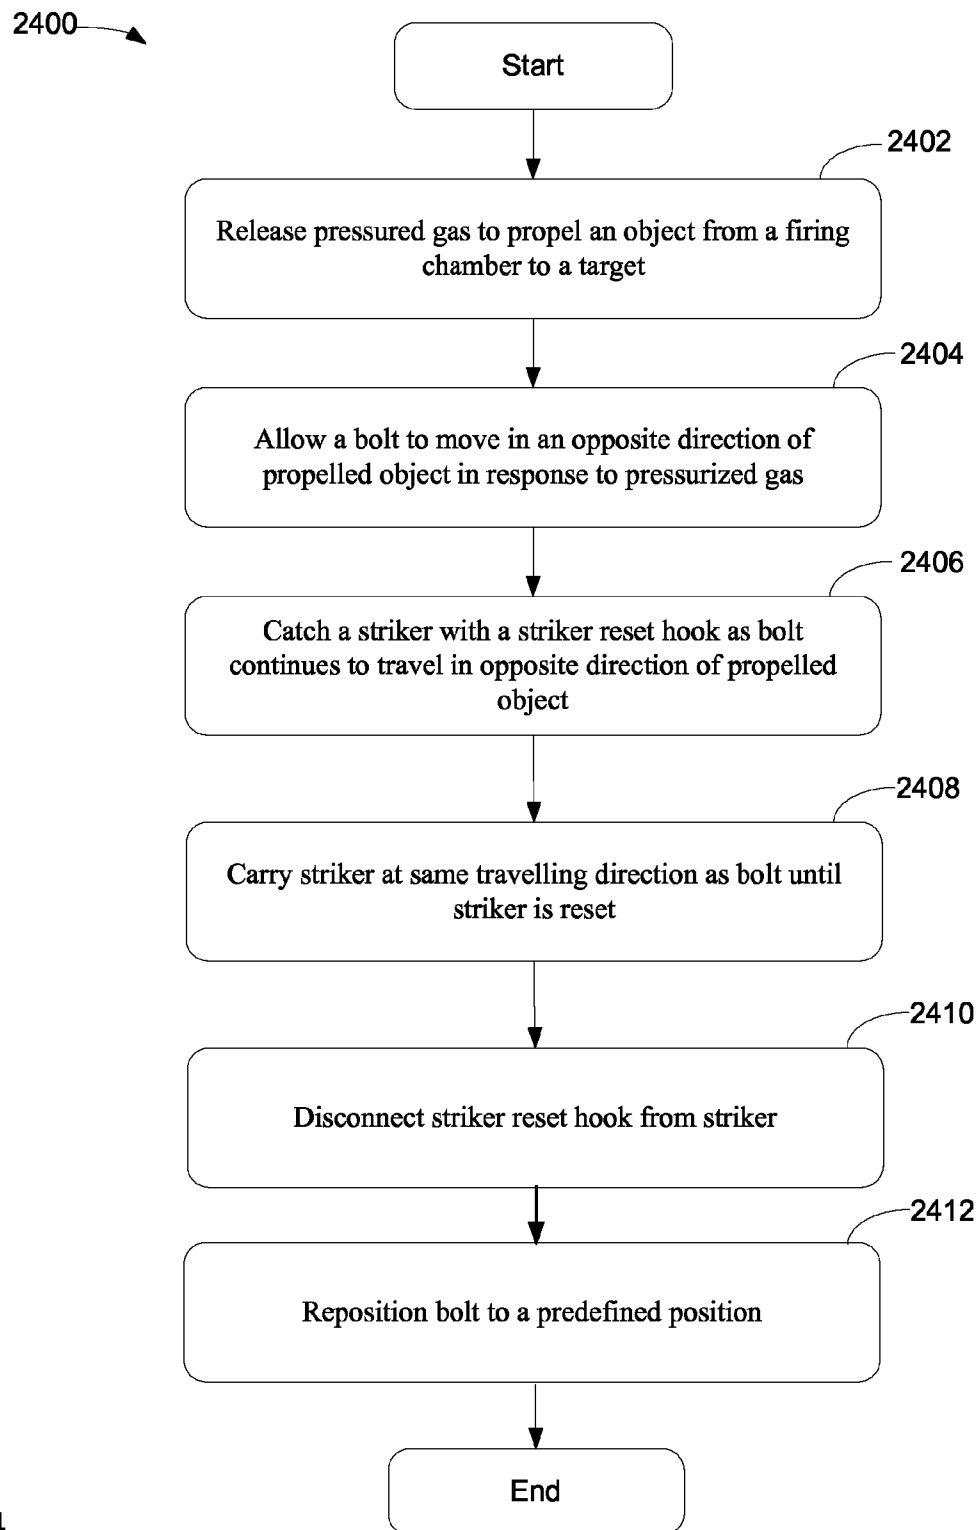 2400
Start
2402
Release pressured gas to propel an object from a firing
chamber to a target
2404
Allow a bolt to move in an opposite direction of
propelled object in response to pressurized gas
2406
Catch a striker with a striker reset hook as bolt
continues to travel in opposite direction of propelled
object
2408
Carry striker at same travelling direction as bolt until
striker is reset
2410
Disconnect striker reset hook from striker
2412
Reposition bolt to a predefined position
End